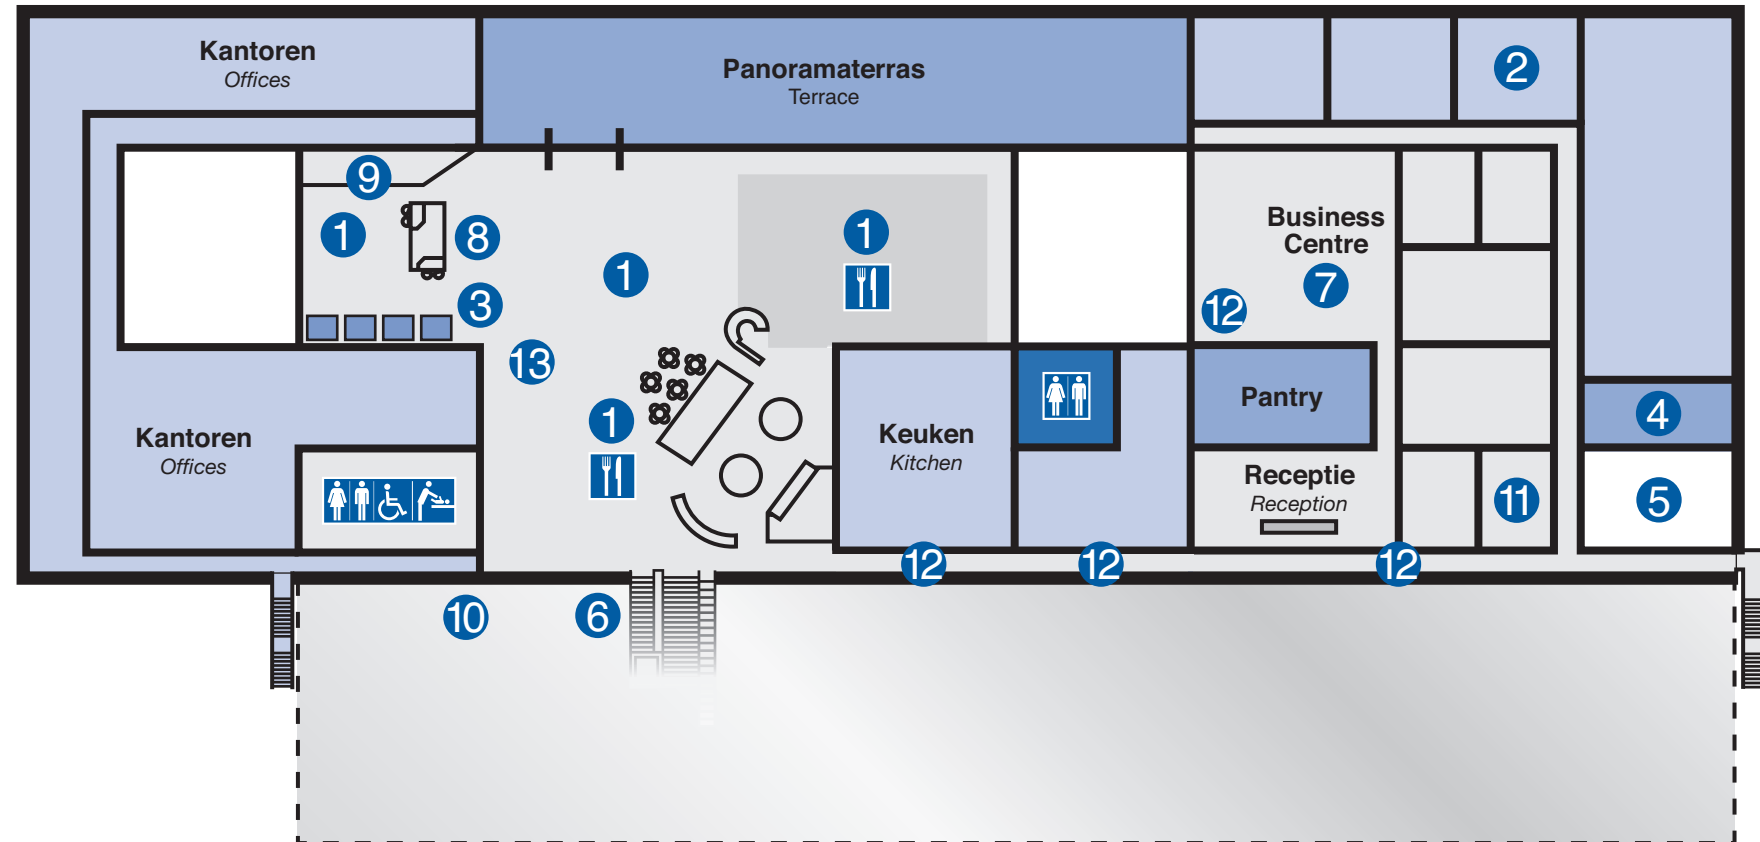 Kantoren
Offices
Panoramaterras
Terrace
2
9
1
8
1
1
3
13
Business
Centre
7
12
Kantoren
Offices
1
Keuken
Kitchen
Pantry
4
Receptie
Reception
11
5
12
12
12
10
6